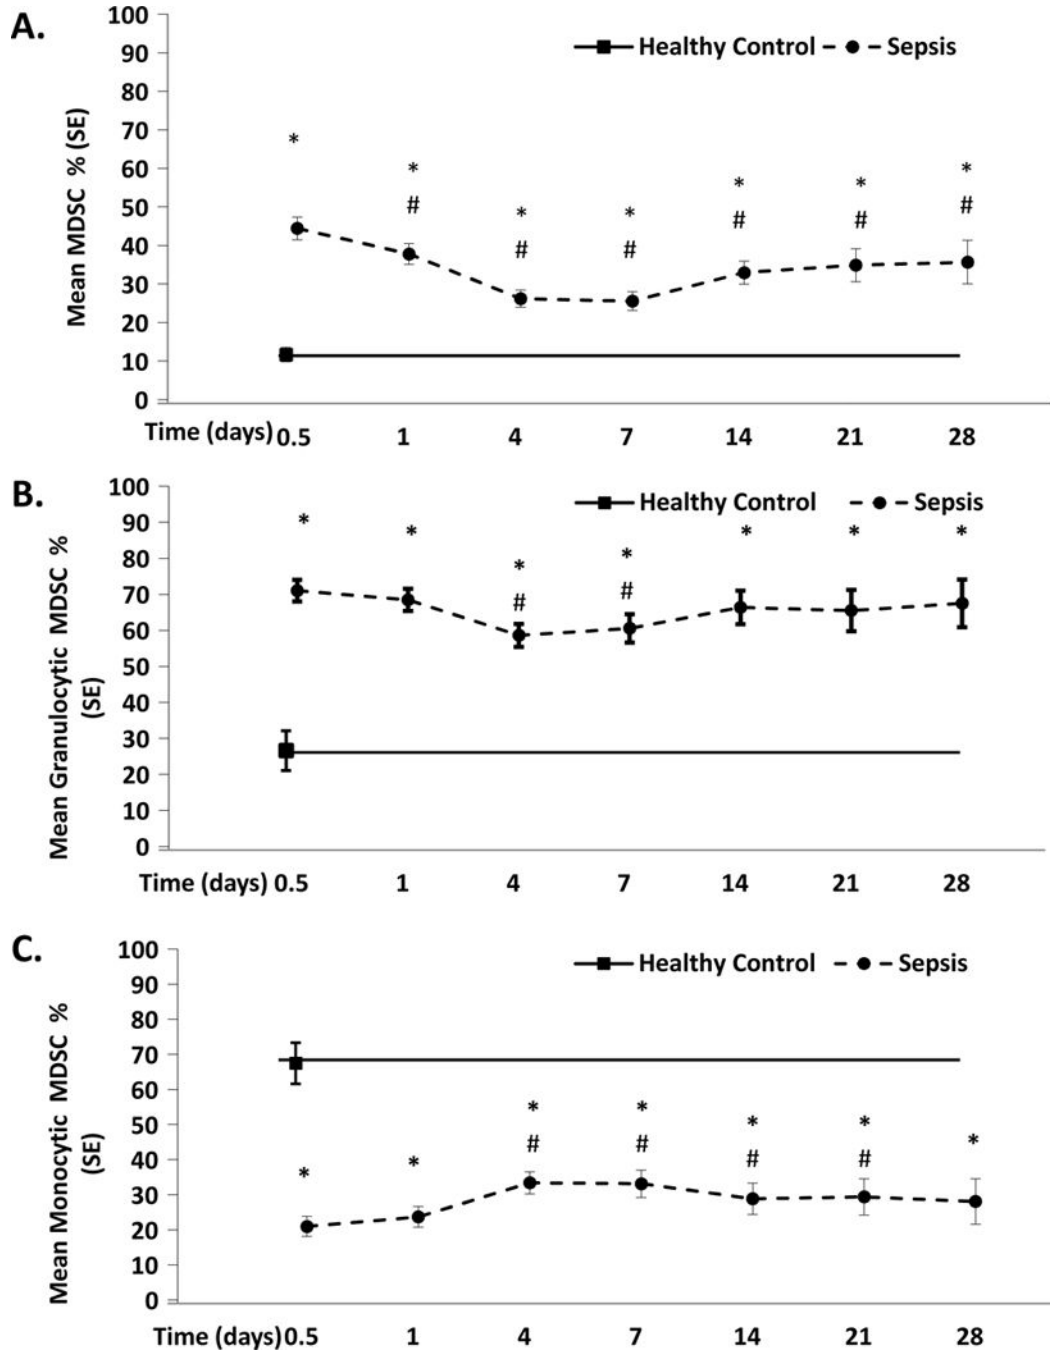 A.
Mean MDSC % (SE)
100
90
80
70
60
50
40
30
20
10
0
Healthy Control Sepsis
* * * * * * *
# # # # # #
Time (days) 0.5 1 4 7 14 21 28
B.
Mean Granulocytic MDSC %
(SE)
100
90
80
70
60
50
40
30
20
10
0
Healthy Control Sepsis
* * * * * * *
# #
Time (days) 0.5 1 4 7 14 21 28
C.
Mean Monocytic MDSC %
(SE)
100
90
80
70
60
50
40
30
20
10
0
Healthy Control Sepsis
* * * * * * *
# # # #
Time (days) 0.5 1 4 7 14 21 28